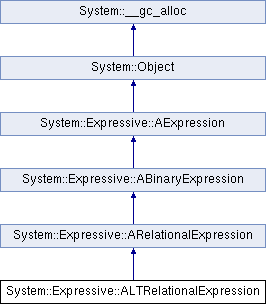 System::__gc_alloc
System::Object
System::Expressive::AExpression
System::Expressive::ABinaryExpression
System::Expressive::ARelationalExpression
System::Expressive::ALTRelationalExpression